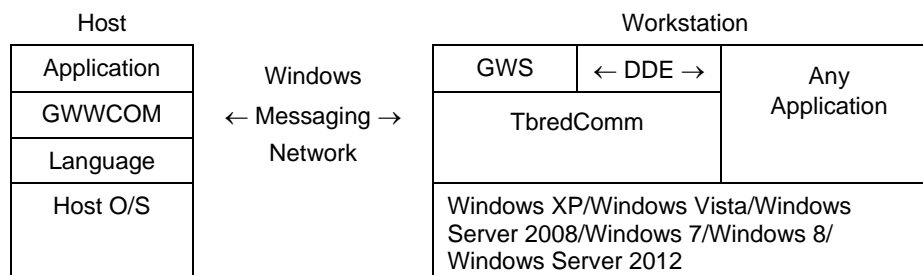 Host
Workstation
Application
GWWCOM
Language
Host O/S
Windows
← Messaging →
Network
GWS
← DDE →
TbredComm
Any
Application
Windows XP/Windows Vista/Windows
Server 2008/Windows 7/Windows 8/
Windows Server 2012